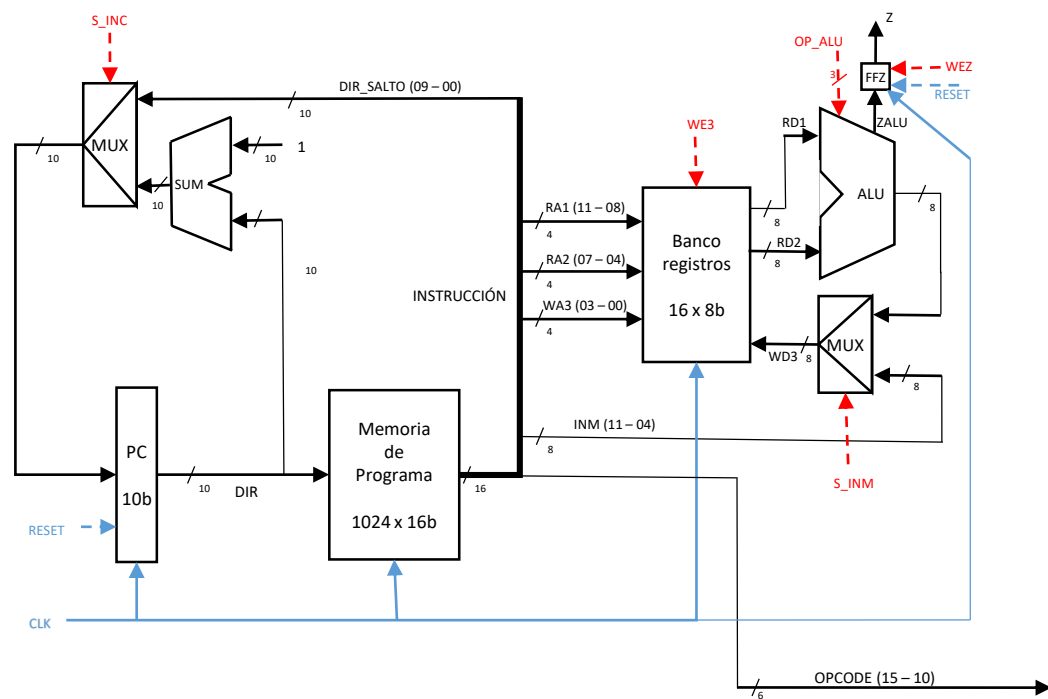 S_INC
DIR_SALTO (09 – 00)
10
MUX
10
SUM
10
1
10
10
PC
10b
RESET
CLK
10
DIR
Memoria
de
Programa
1024 x 16b
16
INSTRUCCIÓN
RA1 (11 – 08)
4
RA2 (07 – 04)
4
WA3 (03 – 00)
4
INM (11 – 04)
8
WE3
Banco
registros
16 x 8b
RD1
8
RD2
8
OP_ALU
3
ALU
ZALU
Z
FFZ
WEZ
RESET
8
MUX
WD3
8
8
S_INM
OPCODE (15 – 10)
6